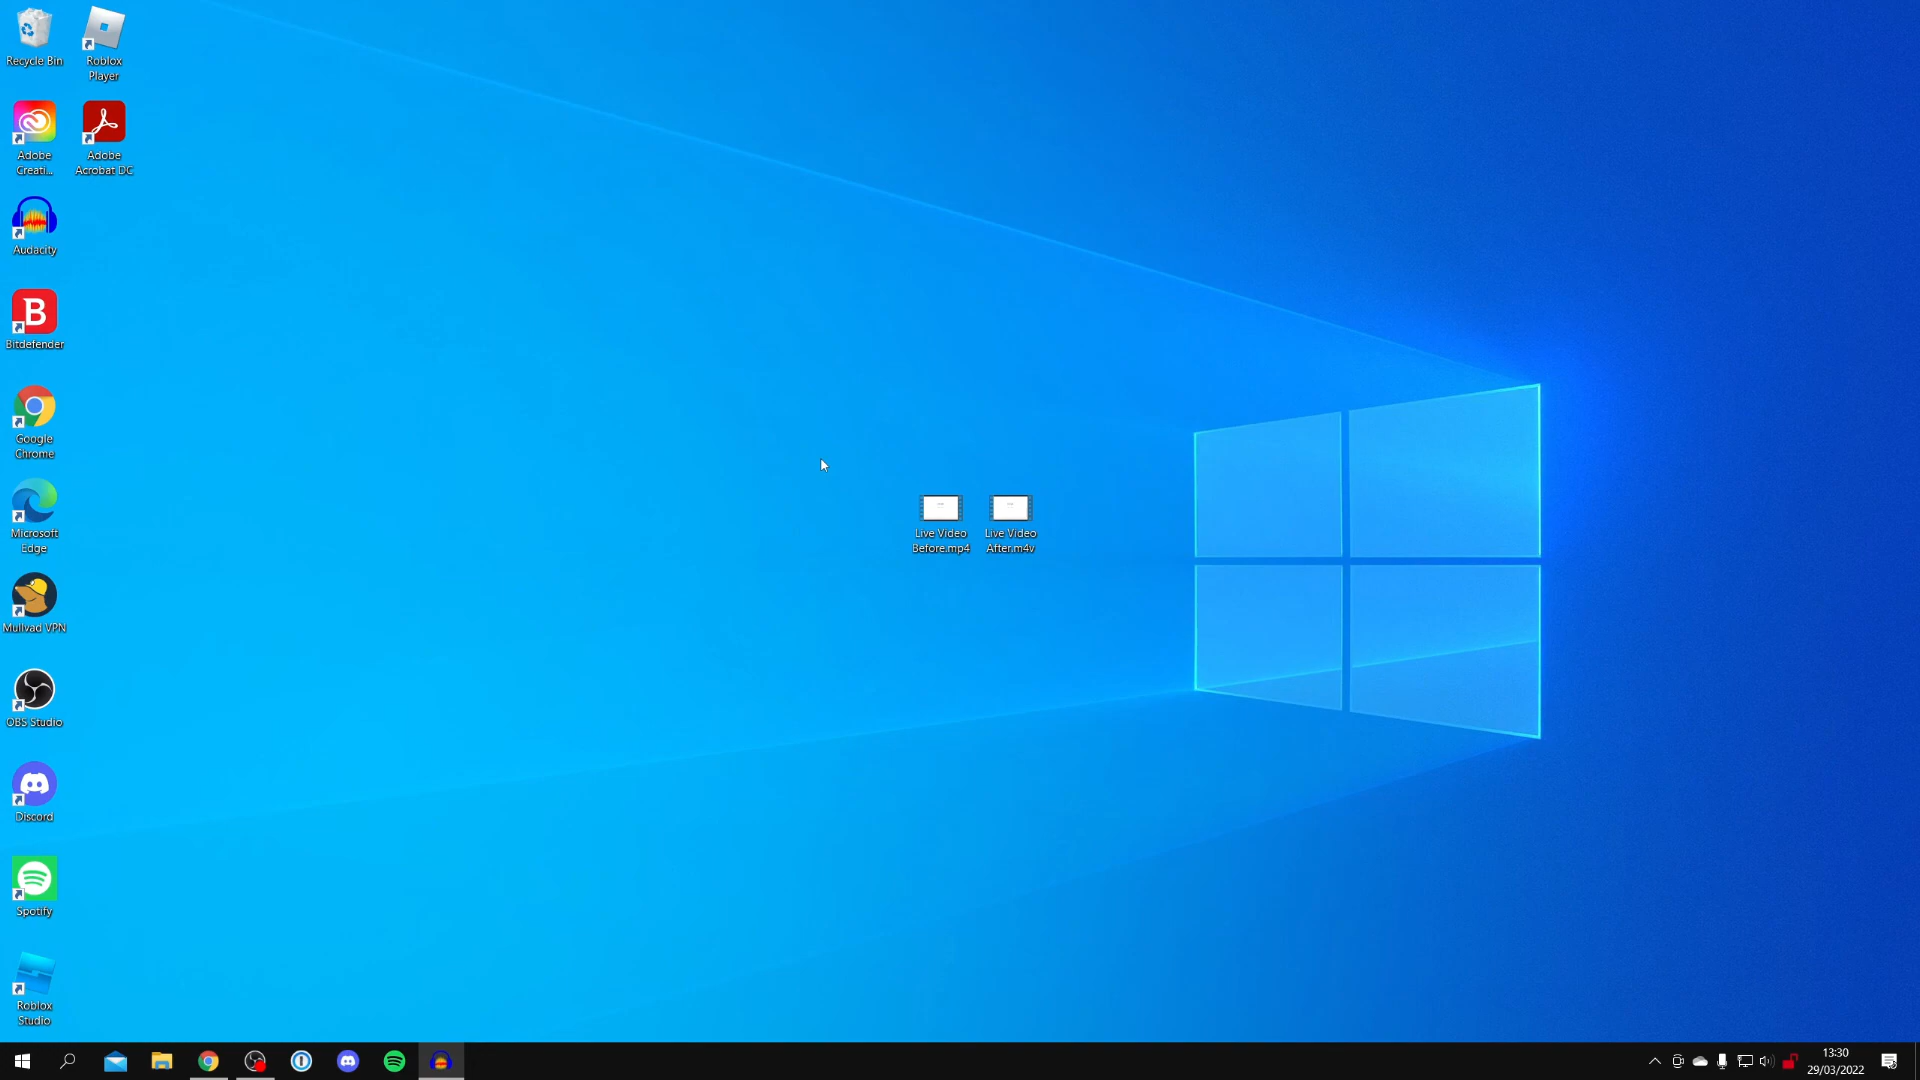 Recycle Bin
Roblox
Player
Adobe
Creati...
Adobe
Acrobat DC
Audacity
B
Bitdefender
Google
Chrome
Microsoft
Edge
Mullvad VPN
OBS Studio
Discord
Spotify
Roblox
Studio
Live Video
Before.mp4
Live Video
After.m4v
13:30
29/03/2022